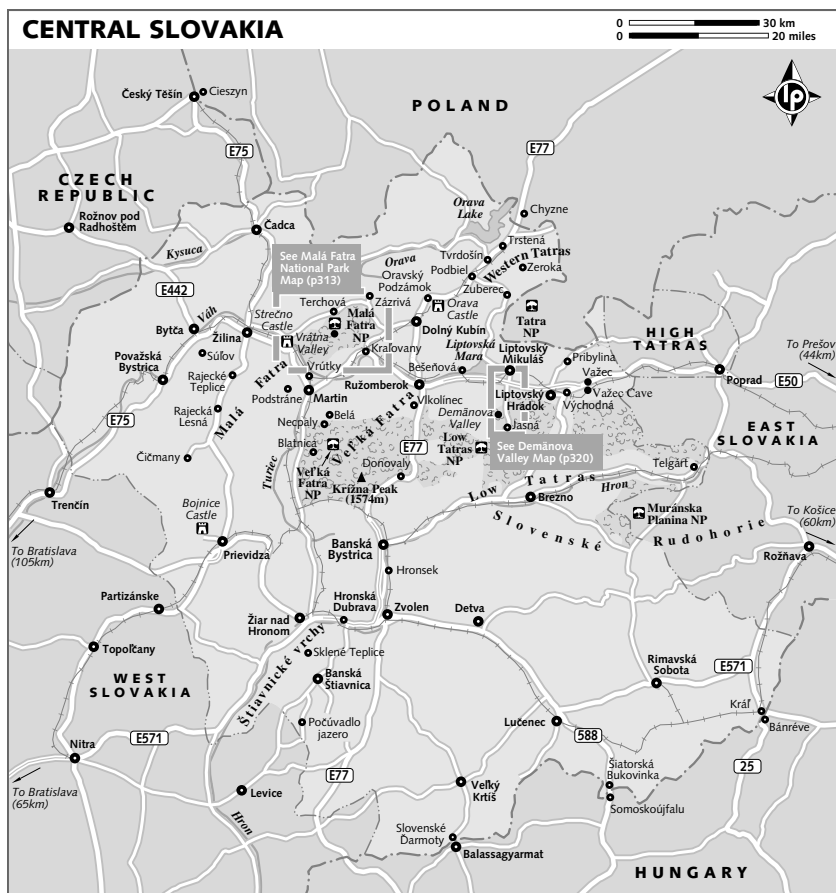 CENTRAL SLOVAKIA
0 30 km
0 20 miles
lp
Český Těšín
Cieszyn
POLAND
E75
E77
CZECH
REPUBLIC
Rožnov pod
Radhoštěm
Čadca
Orava
Lake
Chyzne
Kysuca
See Malá Fatra
National Park
Map (p313)
Orava
Trstená
Tvrdošín
Western Tatras
Podbiel
Zeroka
Oravský
Podzámok
Zuberec
E442
Váh
Strečno
Castle
Terchová
Zázrivá
Orava
Castle
Tatra
NP
Bytča
Žilina
Vrátna
Valley
Malá
Fatra
NP
Dolný Kubín
HIGH
TATRAS
Súľov
Kraľovany
Liptovská
Mara
Liptovský
Mikuláš
Pribylina
To Prešov
(44km)
Považská
Bystrica
Rajecké
Teplice
Vrútky
Bešeňová
Važec
Poprad
E50
Malá Fatra
Podstráne
Martin
Ružomberok
Vlkolínec
Liptovský
Hrádok
Važec Cave
Východná
E75
Rajecká
Lesná
Belá
Necpaly
Demänova
Valley
Jasná
Blatnica
Veľká Fatra
E77
Low
Tatras
NP
See Demänova
Valley Map (p320)
EAST
SLOVAKIA
Čičmany
Turiec
Veľká
Fatra
NP
Donovaly
Križna Peak
(1574m)
Telgárt
Trenčín
Low Tatras
Hron
Brezno
Bojnice
Castle
Muránska
Planina NP
To Košice
(60km)
To Bratislava
(105km)
Slovenské Rudohorie
Prievidza
Banská
Bystrica
Rožňava
Hronsek
Partizánske
Hronská
Dubrava
Zvolen
Detva
Žiar nad
Hronom
Topoľčany
Sklené Teplice
Rimavská
Sobota
E571
WEST
SLOVAKIA
Štiavnické vrchy
Banská
Štiavnica
Kráľ
Počúvadlo
jazero
Lučenec
Bánréve
Nitra
E571
588
25
Šiatorská
Bukovinka
To Bratislava
(65km)
Levice
E77
Veľký
Krtíš
Somoskoújfalu
Hron
Slovenské
Ďarmoty
Balassagyarmat
HUNGARY